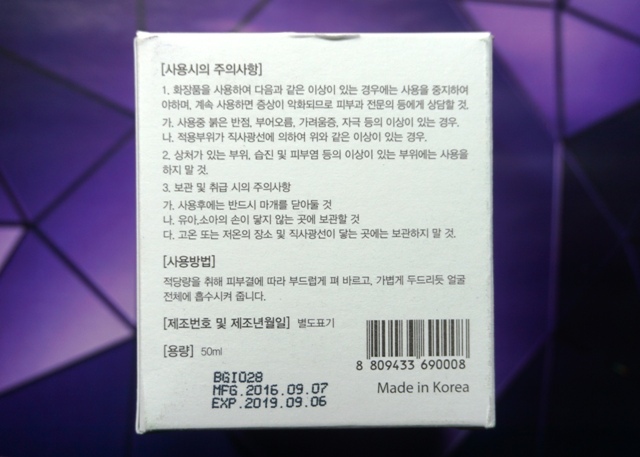 [사용시의 주의사항]
1. 화장품을 사용하여 다음과 같은 이상이 있는 경우에는 사용을 중지하여
야하며, 계속 사용하면 증상이 악화되므로 피부과 전문의 등에게 상담할 것.
가. 사용중 붉은 반점, 부어오름, 가려움증, 자극 등의 이상이 있는 경우.
나. 적용부위가 직사광선에 의하여 위와 같은 이상이 있는 경우.
2. 상처가 있는 부위, 습진 및 피부염 등의 이상이 있는 부위에는 사용을
하지 말 것.
3. 보관 및 취급 시의 주의사항
가. 사용후에는 반드시 마개를 닫아둘 것
나. 유아.소아의 손이 닿지 않는 곳에 보관할 것
다. 고온 또는 저온의 장소 및 직사광선이 닿는 곳에는 보관하지 말 것.
[사용방법]
적당량을 취해 피부결에 따라 부드럽게 펴 바르고, 가볍게 두드리듯 얼굴
전체에 흡수시켜 줍니다.
[제조번호 및 제조년월일] 별도표기
[용량] 50ml
8 809433 690008
Made in Korea
BGI028
MFG.2016.09.07
EXP.2019.09.06